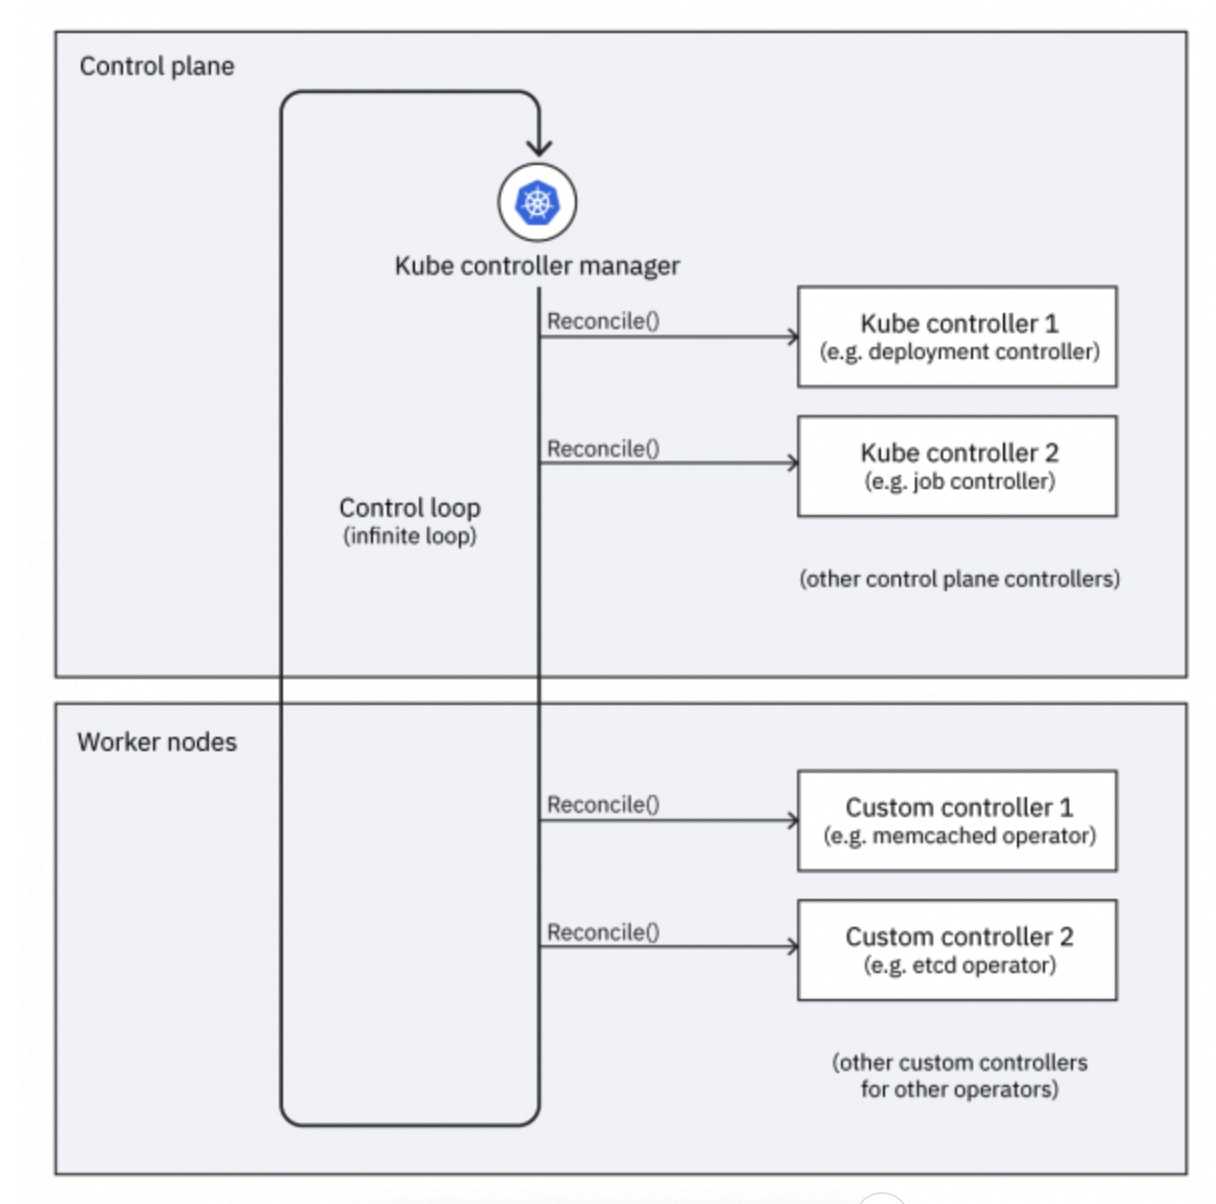 Control plane
Kube controller manager
Reconcile()
Kube controller 1
(e.g. deployment controller)
Reconcile()
Kube controller 2
(e.g. job controller)
Control loop
(infinite loop)
(other control plane controllers)
Worker nodes
Reconcile()
Custom controller 1
(e.g. memcached operator)
Reconcile()
Custom controller 2
(e.g. etcd operator)
(other custom controllers
for other operators)